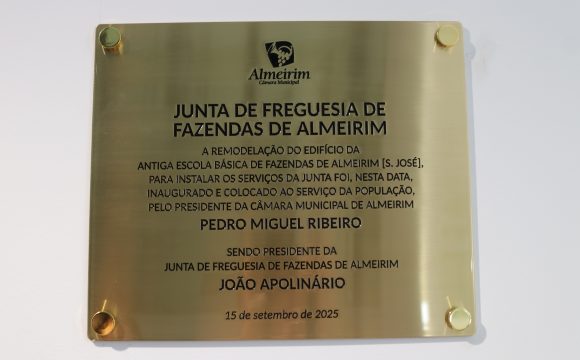 Almeirim
Câmara Municipal
JUNTA DE FREGUESIA DE
FAZENDAS DE ALMEIRIM
A REMODELAÇÃO DO EDIFÍCIO DA
ANTIGA ESCOLA BÁSICA DE FAZENDAS DE ALMEIRIM [S. JOSÉ],
PARA INSTALAR OS SERVIÇOS DA JUNTA FOI, NESTA DATA,
INAUGURADO E COLOCADO AO SERVIÇO DA POPULAÇÃO,
PELO PRESIDENTE DA CÂMARA MUNICIPAL DE ALMEIRIM
PEDRO MIGUEL RIBEIRO
SENDO PRESIDENTE DA
JUNTA DE FREGUESIA DE FAZENDAS DE ALMEIRIM
JOÃO APOLINÁRIO
15 de setembro de 2025